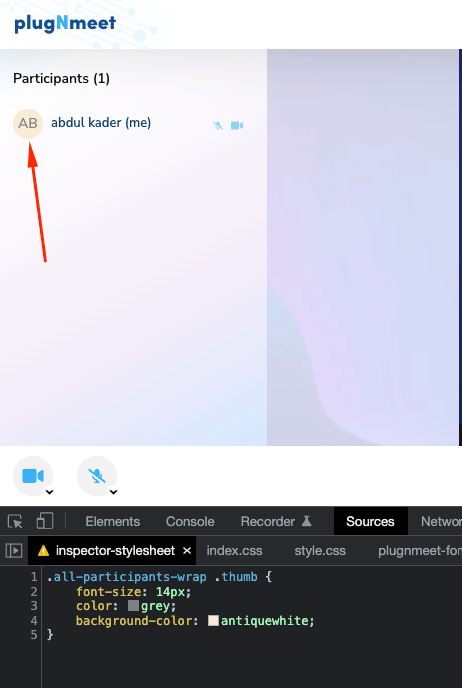 plugNmeet
Participants (1)
AB abdul kader (me)
Elements Console Recorder Sources Networ
inspector-stylesheet × index.css style.css plugnmeet-fon
1 .all-participants-wrap .thumb {
2 font-size: 14px;
3 color: grey;
4 background-color: antiquewhite;
5 }